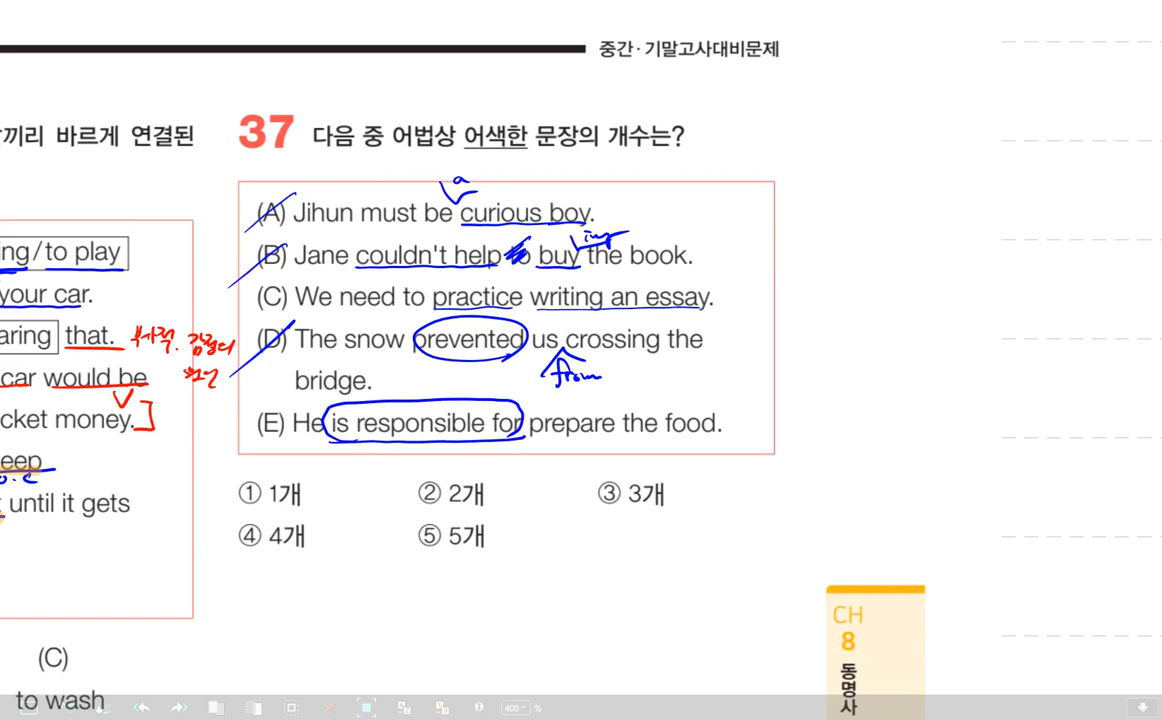 중간·기말고사대비문제
끼리 바르게 연결된
ing/to play
your car.
aring that.
car would be
cket money.
eep
until it gets
(C)
to wash
37 다음 중 어법상 어색한 문장의 개수는?
a
(A) Jihun must be curious boy.
ing
(B) Jane couldn't help to buy the book.
(C) We need to practice writing an essay.
(D) The snow prevented us crossing the
from
bridge.
(E) He is responsible for prepare the food.
① 1개 ② 2개 ③ 3개
④ 4개 ⑤ 5개
CH
8
동명사
400 %